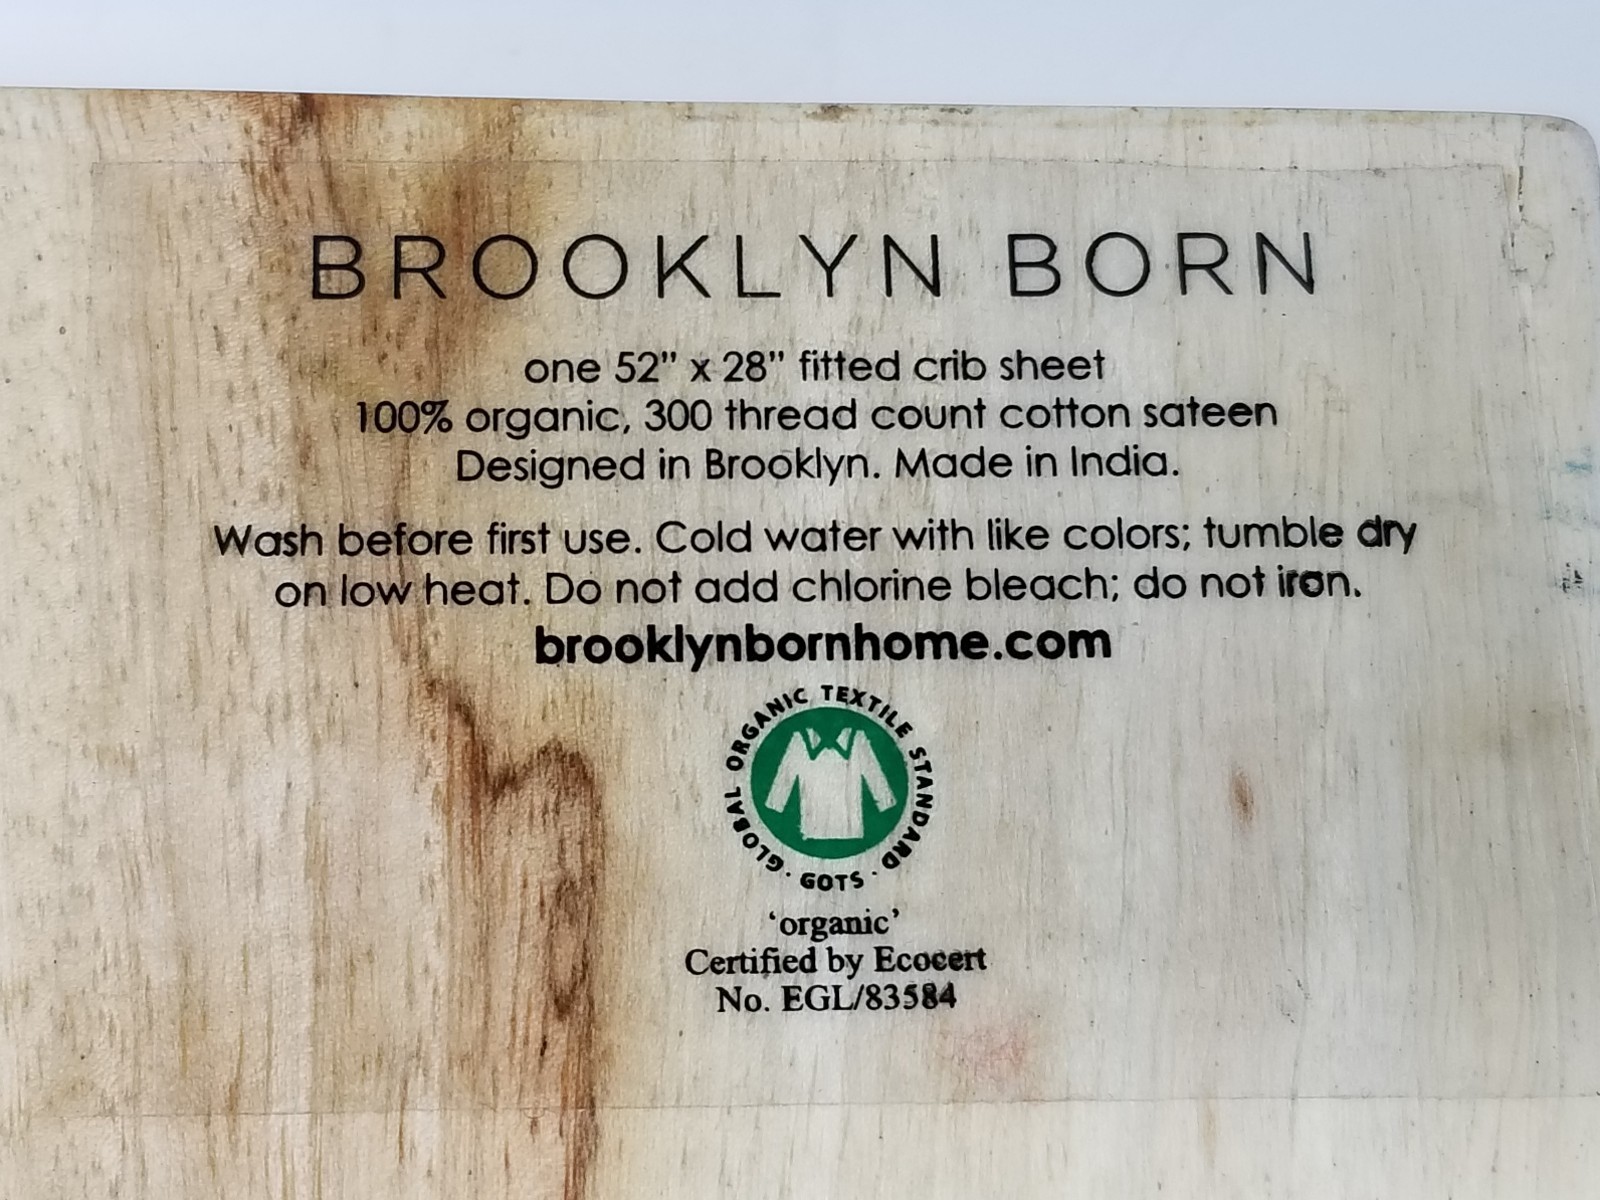 BROOKLYN BORN
one 52" x 28" fitted crib sheet
100% organic, 300 thread count cotton sateen
Designed in Brooklyn. Made in India.
Wash before first use. Cold water with like colors; tumble dry
on low heat. Do not add chlorine bleach; do not iron.
brooklynbornhome.com
GLOBAL ORGANIC TEXTILE STANDARD · GOTS ·
‘organic’
Certified by Ecocert
No. EGL/83584